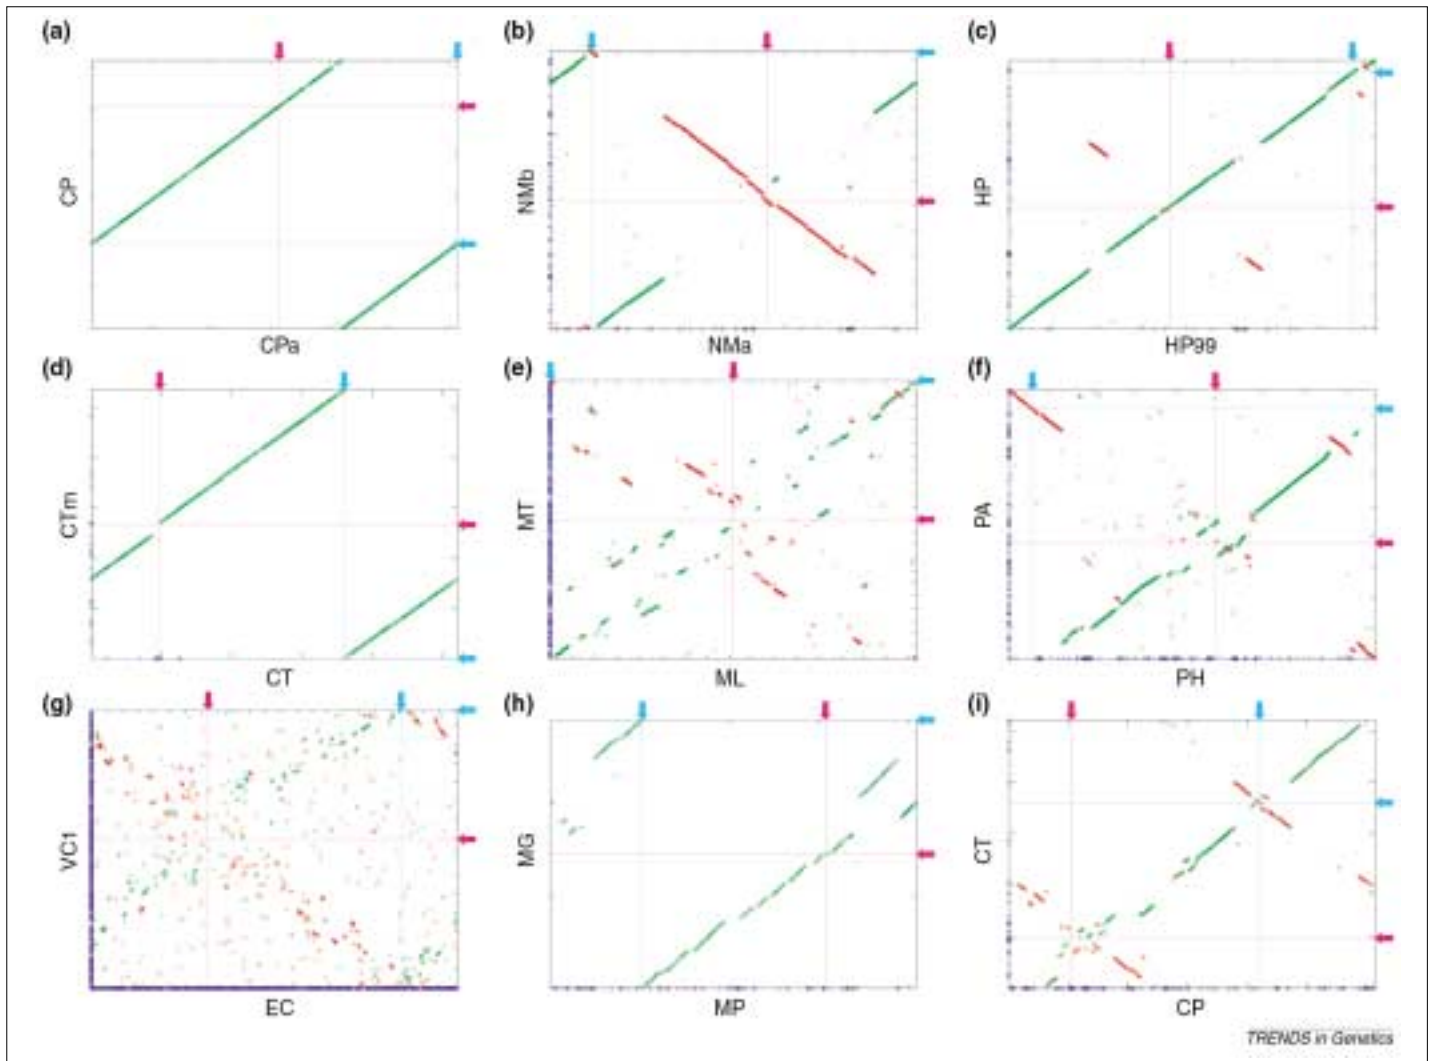 (a) (b) (c)
CP NMb HP
CPa NMa HP99
(d) (e) (f)
CTm MT PA
CT ML PH
(g) (h) (i)
VC1 MG CT
EC MP CP
TRENDS in Genetics